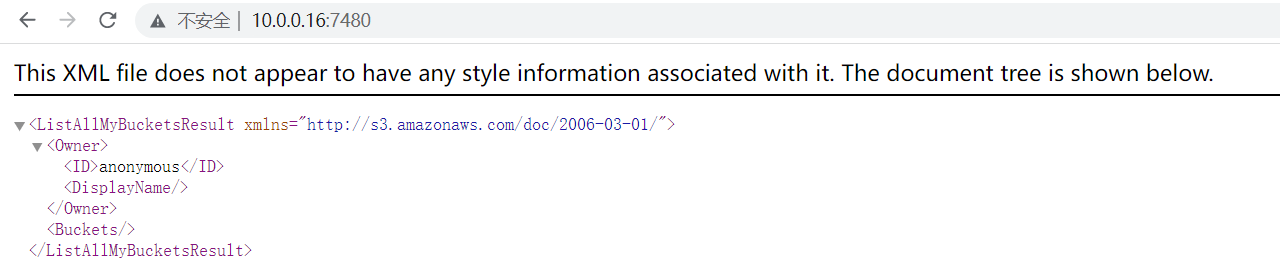 不安全 | 10.0.0.16:7480
This XML file does not appear to have any style information associated with it. The document tree is shown below.
▼<ListAllMyBucketsResult xmlns="http://s3.amazonaws.com/doc/2006-03-01/">
▼<Owner>
<ID>anonymous</ID>
<DisplayName/>
</Owner>
<Buckets/>
</ListAllMyBucketsResult>